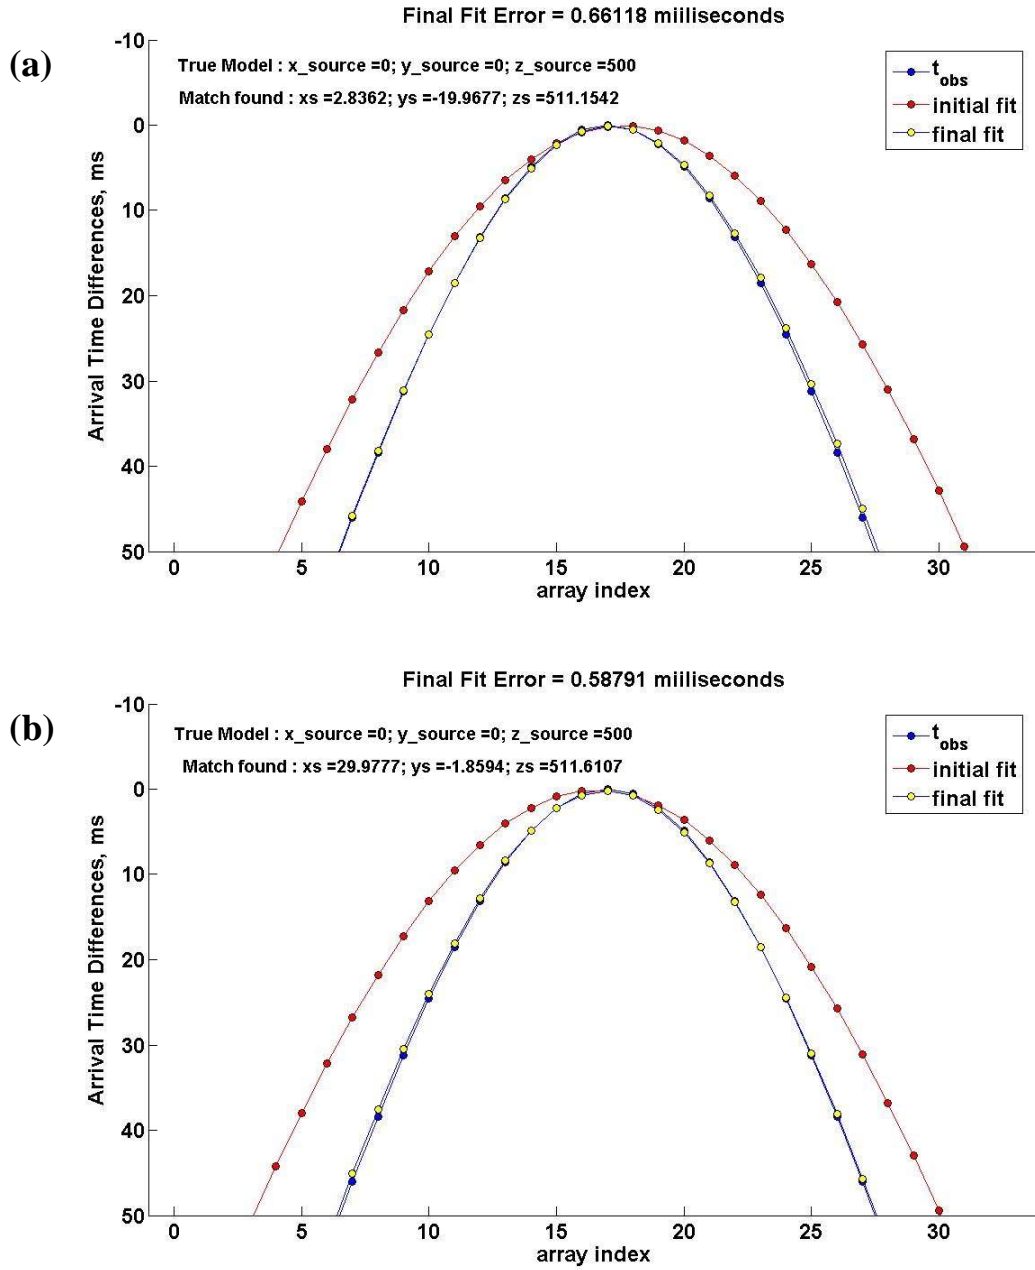 (a)
Final Fit Error = 0.66118 miilliseconds
True Model : x_source =0; y_source =0; z_source =500
Match found : xs =2.8362; ys =-19.9677; zs =511.1542
t_obs
initial fit
final fit
Arrival Time Differences, ms
-10
0
10
20
30
40
50
0 5 10 15 20 25 30
array index
(b)
Final Fit Error = 0.58791 miilliseconds
True Model : x_source =0; y_source =0; z_source =500
Match found : xs =29.9777; ys =-1.8594; zs =511.6107
t_obs
initial fit
final fit
Arrival Time Differences, ms
-10
0
10
20
30
40
50
0 5 10 15 20 25 30
array index